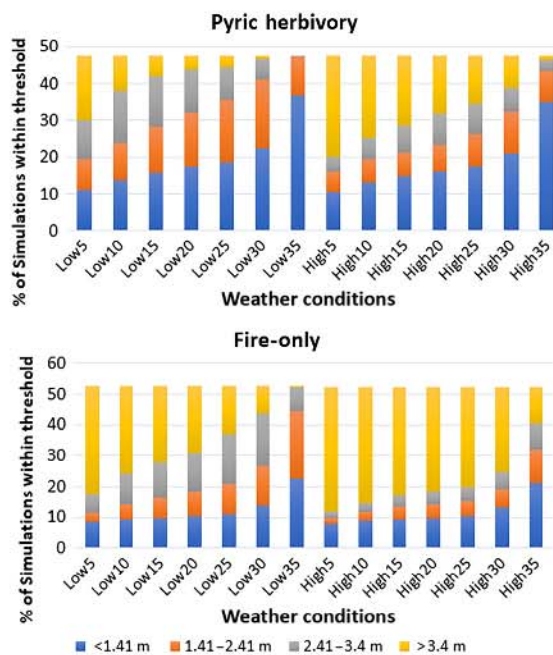 Pyric herbivory
% of Simulations within threshold
50
40
30
20
10
0
Low5 Low10 Low15 Low20 Low25 Low30 Low35 High5 High10 High15 High20 High25 High30 High35
Weather conditions
Fire-only
% of Simulations within threshold
60
50
40
30
20
10
0
Low5 Low10 Low15 Low20 Low25 Low30 Low35 High5 High10 High15 High20 High25 High30 High35
Weather conditions
<1.41 m 1.41–2.41 m 2.41–3.4 m >3.4 m